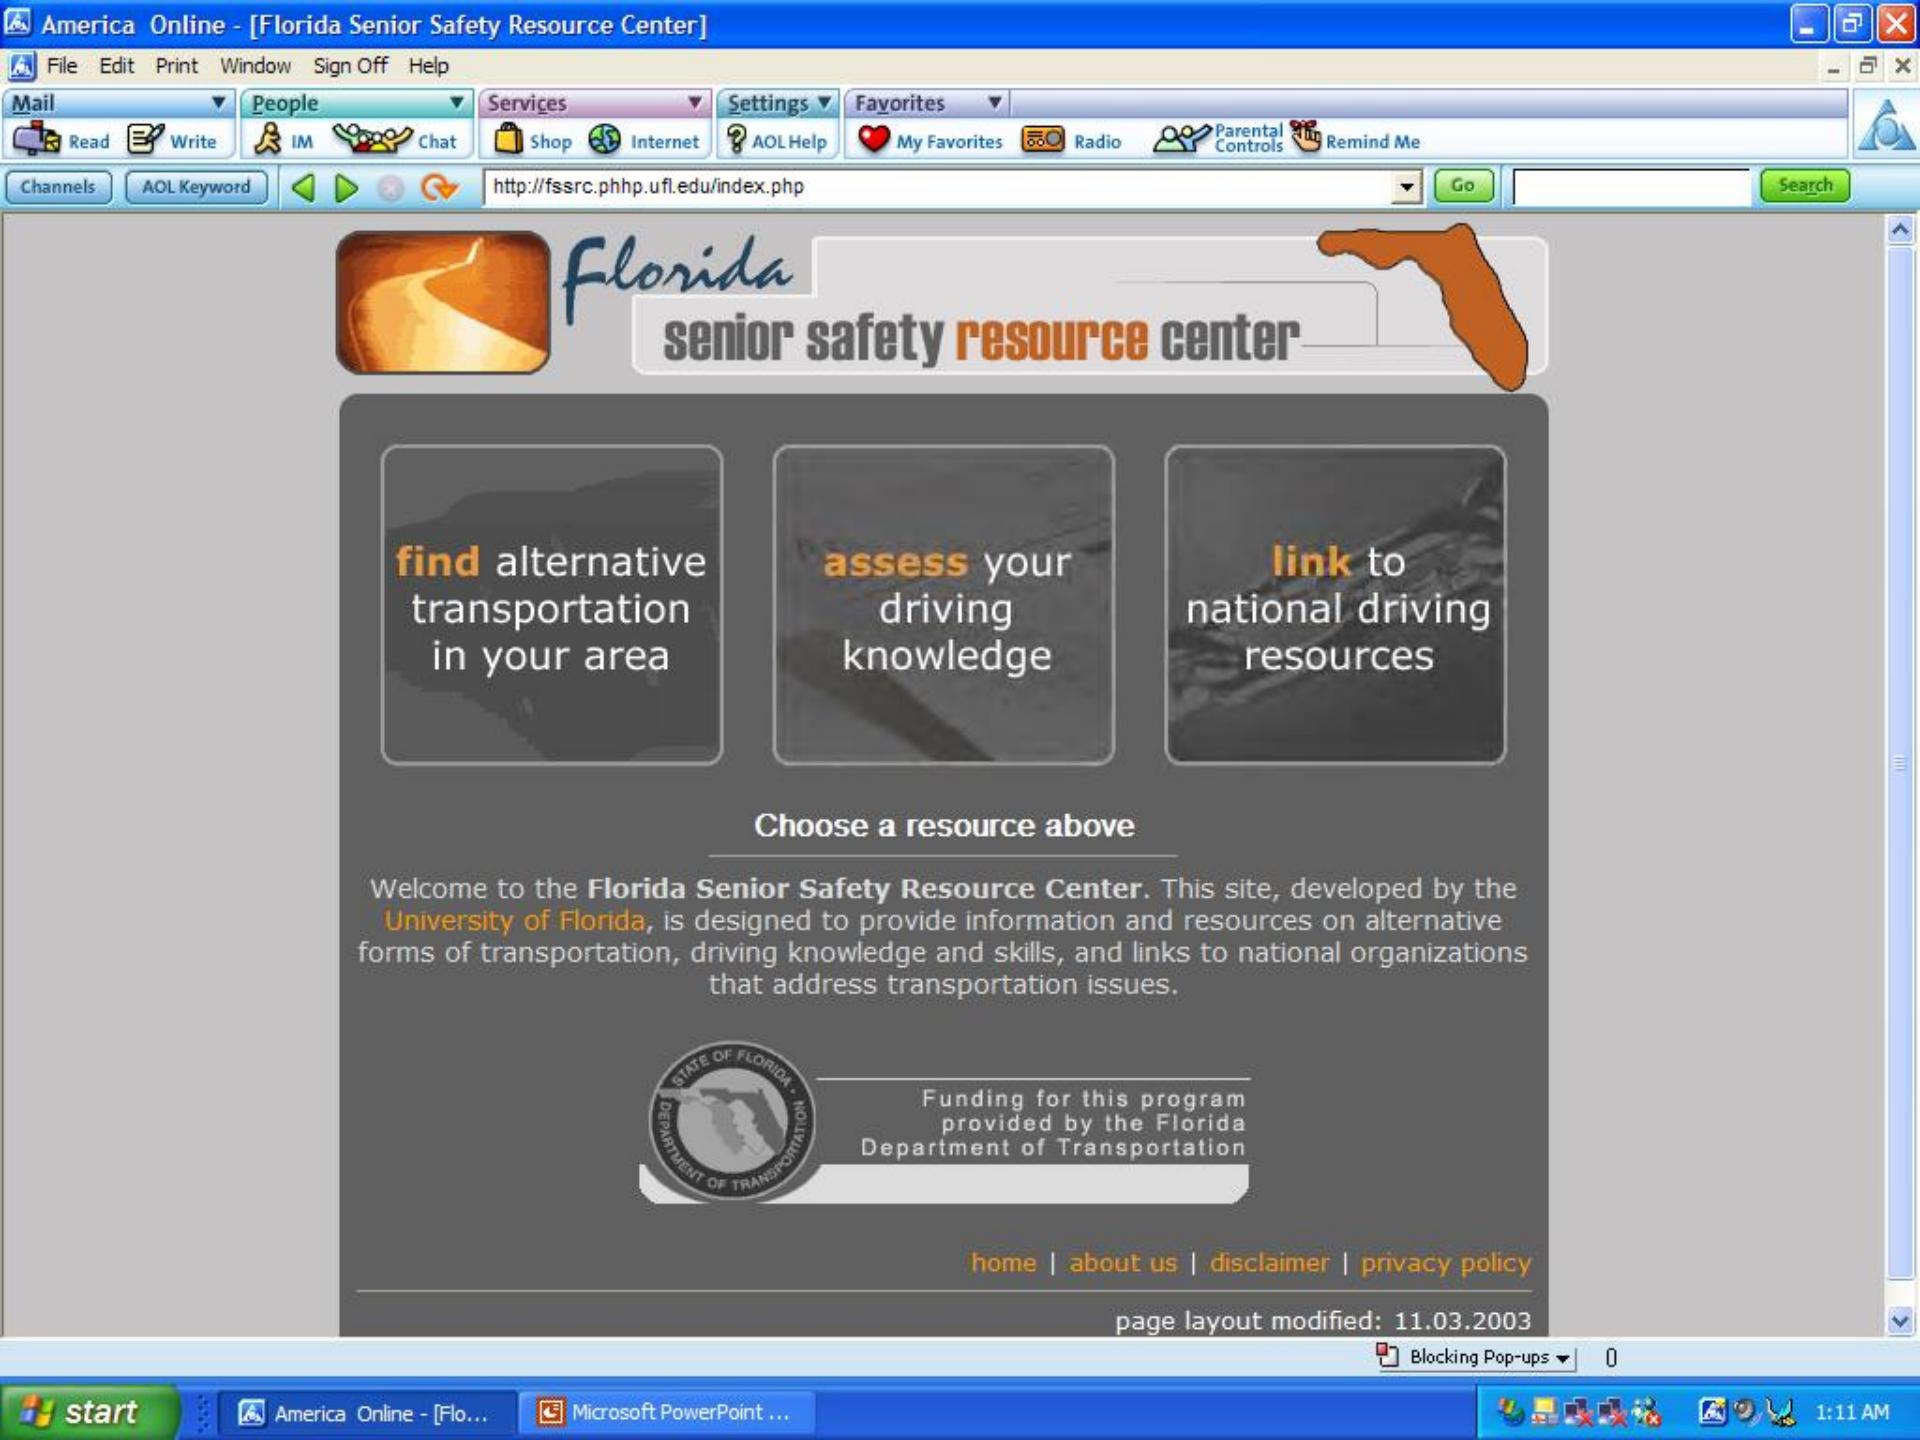 America Online - [Florida Senior Safety Resource Center]
File Edit Print Window Sign Off Help
Mail People Services Settings Favorites
Read Write IM Chat Shop Internet AOL Help My Favorites Radio Parental Controls Remind Me
Channels AOL Keyword http://fssrc.phhp.ufl.edu/index.php Go Search
Florida
senior safety resource center
find alternative
transportation
in your area
assess your
driving
knowledge
link to
national driving
resources
Choose a resource above
Welcome to the Florida Senior Safety Resource Center. This site, developed by the
University of Florida, is designed to provide information and resources on alternative
forms of transportation, driving knowledge and skills, and links to national organizations
that address transportation issues.
STATE OF FLORIDA · DEPARTMENT OF TRANSPORTATION
Funding for this program
provided by the Florida
Department of Transportation
home | about us | disclaimer | privacy policy
page layout modified: 11.03.2003
Blocking Pop-ups 0
start America Online - [Flo... Microsoft PowerPoint ... 1:11 AM